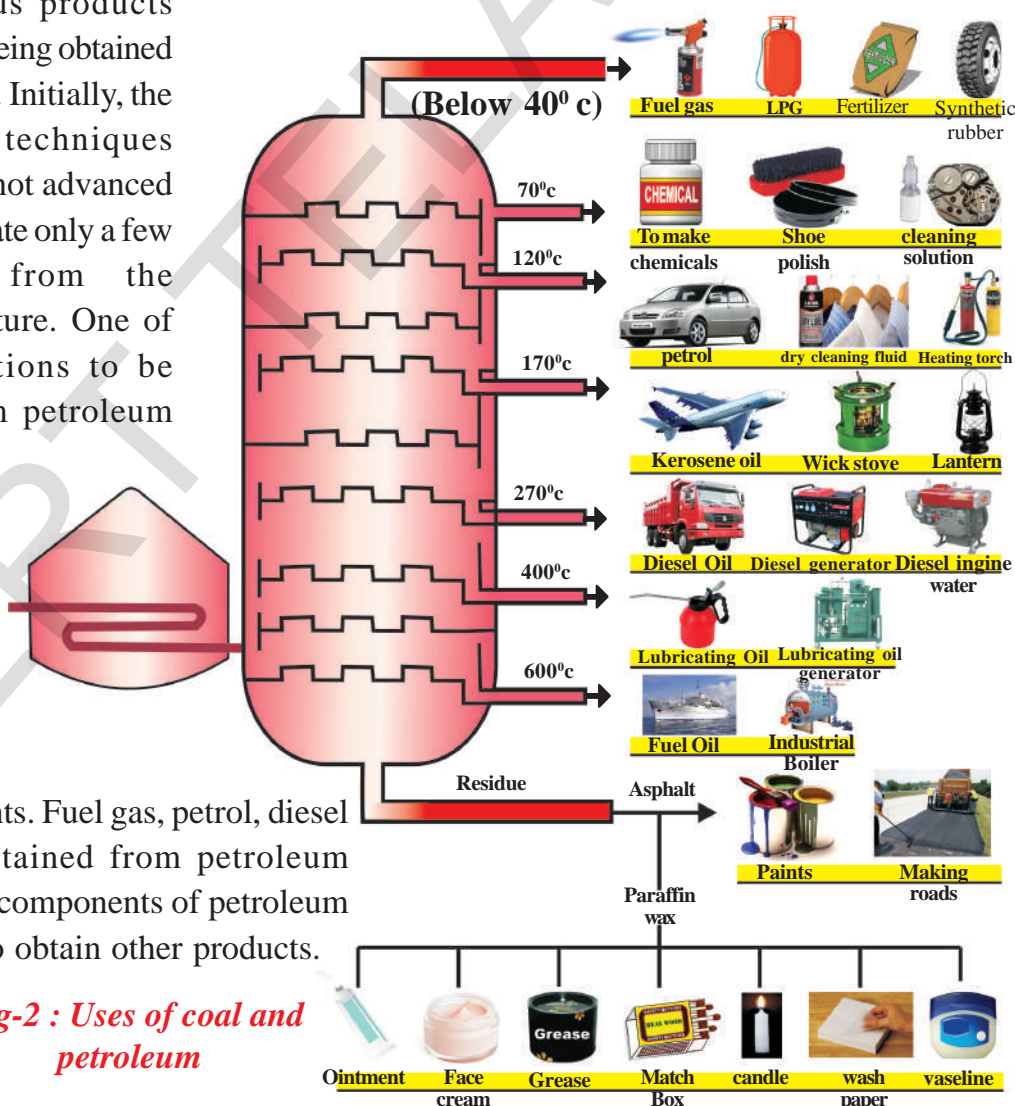 us products
eing obtained
. Initially, the
techniques
not advanced
ate only a few
from the
ture. One of
tions to be
n petroleum
(Below 40⁰ c)
Fuel gas LPG Fertilizer Synthetic
rubber
70⁰c
CHEMICAL
To make Shoe cleaning
chemicals polish solution
120⁰c
petrol dry cleaning fluid Heating torch
170⁰c
Kerosene oil Wick stove Lantern
270⁰c
Diesel Oil Diesel generator Diesel ingine
water
400⁰c
Lubricating Oil Lubricating oil
generator
600⁰c
Fuel Oil Industrial
Boiler
Residue
Asphalt
Paints Making
roads
nts. Fuel gas, petrol, diesel
tained from petroleum
components of petroleum
o obtain other products.
Paraffin
wax
g-2 : Uses of coal and
petroleum
Grease
Ointment Face Grease Match candle wash vaseline
cream Box paper
ERT TELA